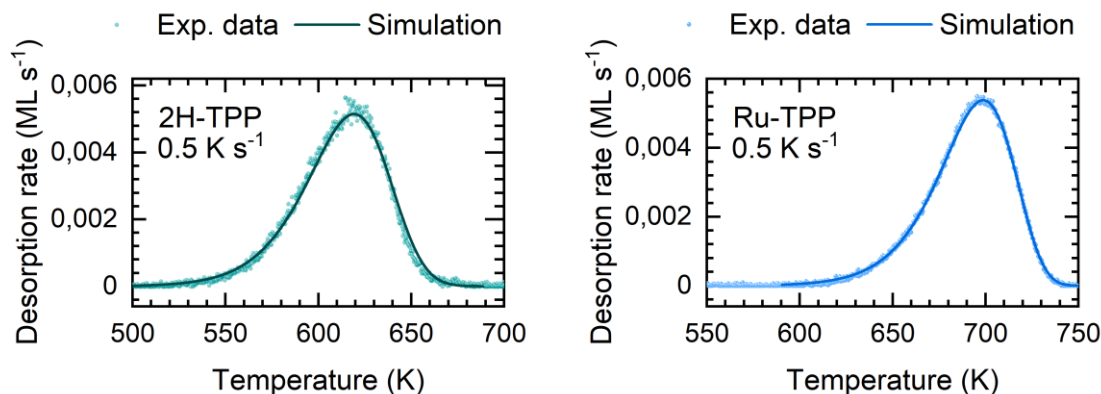 Exp. data Simulation
Desorption rate (ML s⁻¹)
0,006
0,004
0,002
0
2H-TPP
0.5 K s⁻¹
500 550 600 650 700
Temperature (K)
Exp. data Simulation
Desorption rate (ML s⁻¹)
0,006
0,004
0,002
0
Ru-TPP
0.5 K s⁻¹
550 600 650 700 750
Temperature (K)